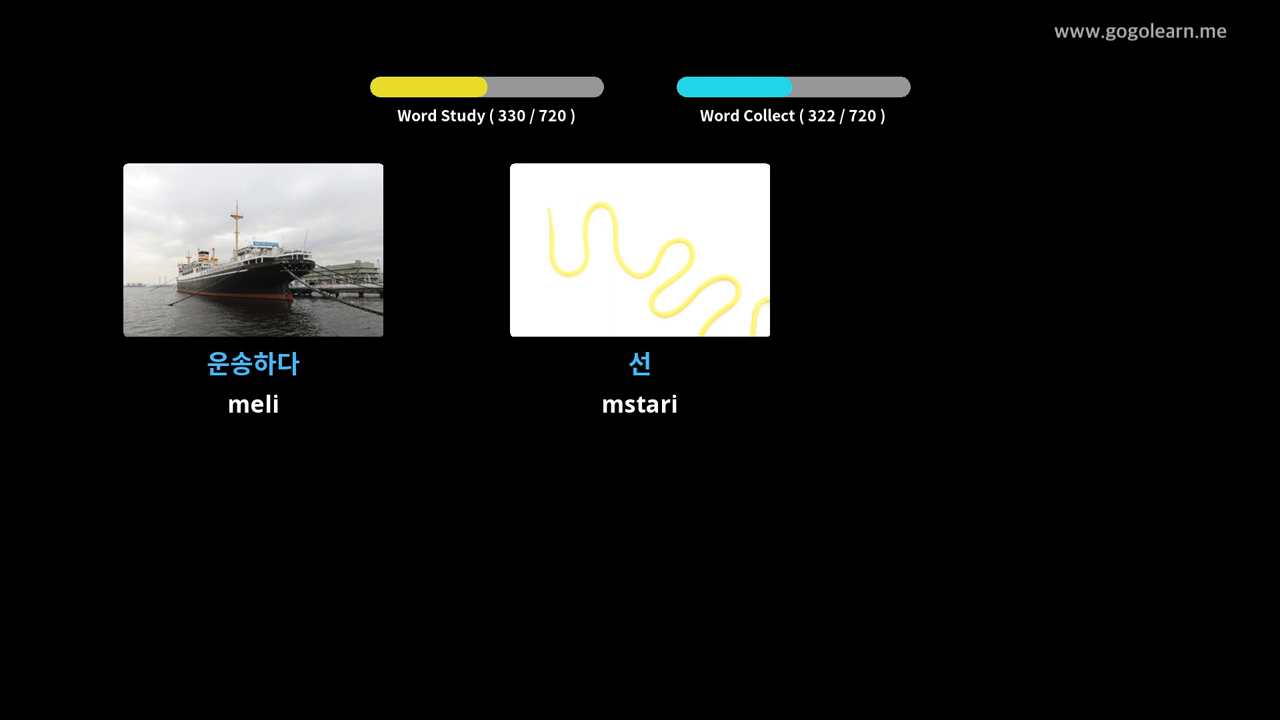 www.gogolearn.me
Word Study ( 330 / 720 )
Word Collect ( 322 / 720 )
운송하다
meli
선
mstari